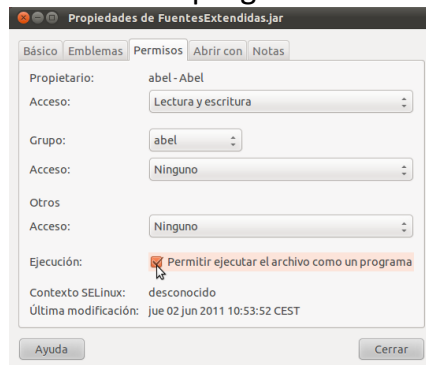 Propiedades de FuentesExtendidas.jar
Básico Emblemas Permisos Abrir con Notas
Propietario: abel - Abel
Acceso: Lectura y escritura
Grupo: abel
Acceso: Ninguno
Otros
Acceso: Ninguno
Ejecución: Permitir ejecutar el archivo como un programa
Contexto SELinux: desconocido
Última modificación: jue 02 jun 2011 10:53:52 CEST
Ayuda Cerrar